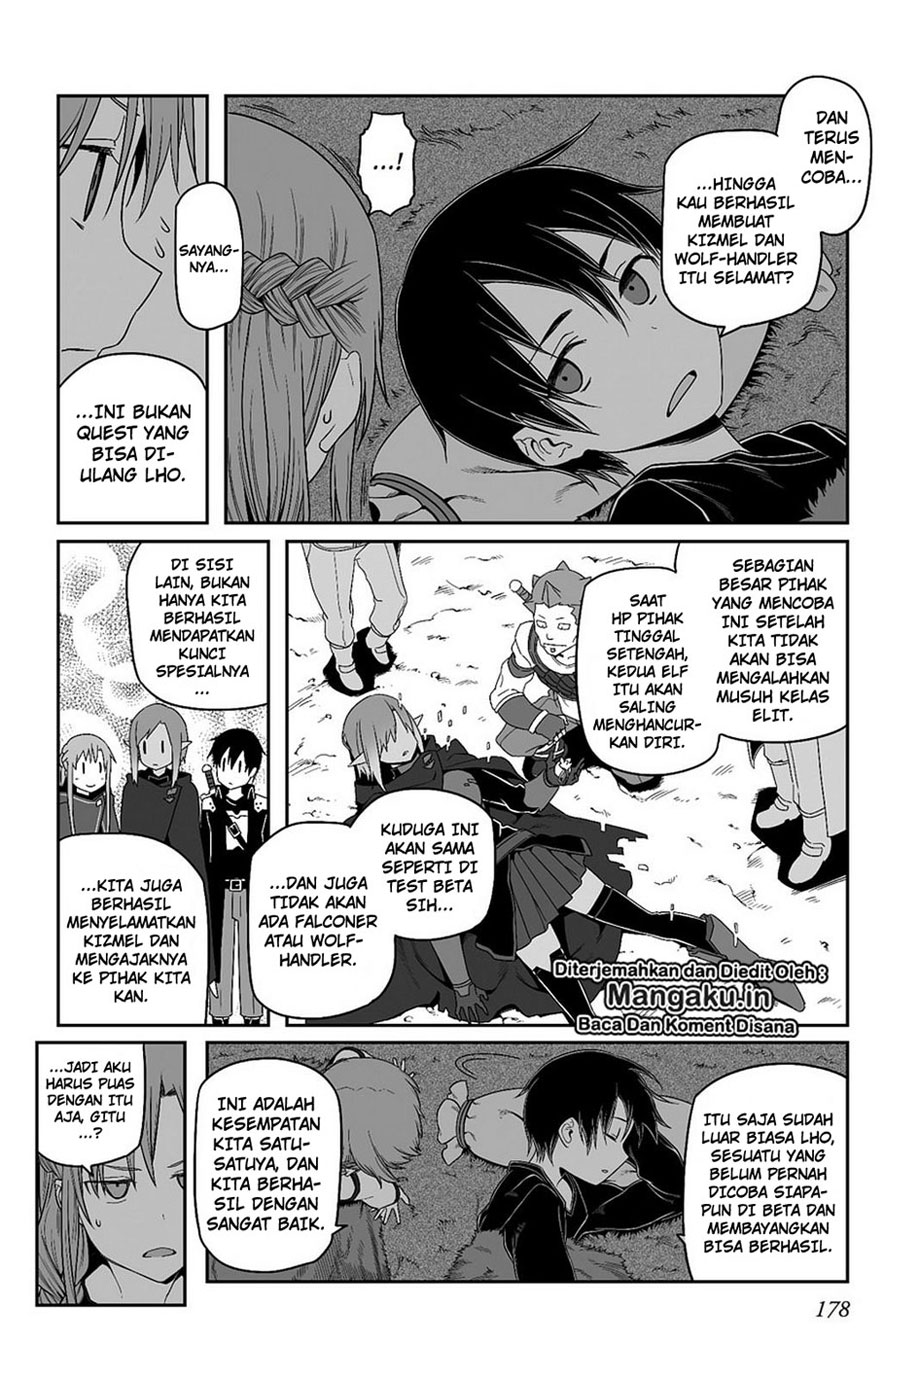 DAN
TERUS
MEN-
COBA...
...HINGGA
KAU BERHASIL
MEMBUAT
KIZMEL DAN
WOLF-HANDLER
ITU SELAMAT?
...!
SAYANG-
NYA...
...INI BUKAN
QUEST YANG
BISA DI-
ULANG LHO.
SEBAGIAN
BESAR PIHAK
YANG MENCOBA
INI SETELAH
KITA TIDAK
AKAN BISA
MENGALAHKAN
MUSUH KELAS
ELIT.
SAAT
HP PIHAK
TINGGAL
SETENGAH,
KEDUA ELF
ITU AKAN
SALING
MENGHANCUR-
KAN DIRI.
KUDUGA INI
AKAN SAMA
SEPERTI DI
TEST BETA
SIH...
...DAN JUGA
TIDAK AKAN
ADA FALCONER
ATAU WOLF-
HANDLER.
DI SISI
LAIN, BUKAN
HANYA KITA
BERHASIL
MENDAPATKAN
KUNCI
SPESIALNYA
...
...KITA JUGA
BERHASIL
MENYELAMATKAN
KIZMEL DAN
MENGAJAKNYA
KE PIHAK KITA
KAN.
Diterjemahkan dan Diedit Oleh :
Mangaku.in
Baca Dan Koment Disana
ITU SAJA SUDAH
LUAR BIASA LHO,
SESUATU YANG
BELUM PERNAH
DICOBA SIAPA-
PUN DI BETA DAN
MEMBAYANGKAN
BISA BERHASIL.
INI ADALAH
KESEMPATAN
KITA SATU-
SATUYA, DAN
KITA BERHA-
SIL DENGAN
SANGAT BAIK.
...JADI AKU
HARUS PUAS
DENGAN ITU
AJA, GITU
...?
178